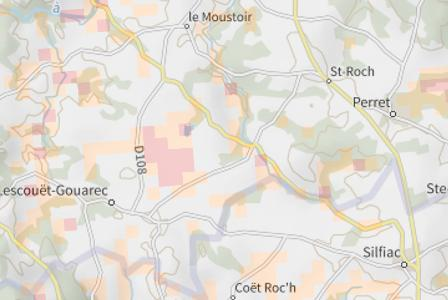 à
le Moustoir
St-Roch
Perret
D108
Lescouët-Gouarec
Ste
Silfiac
Coët Roc'h